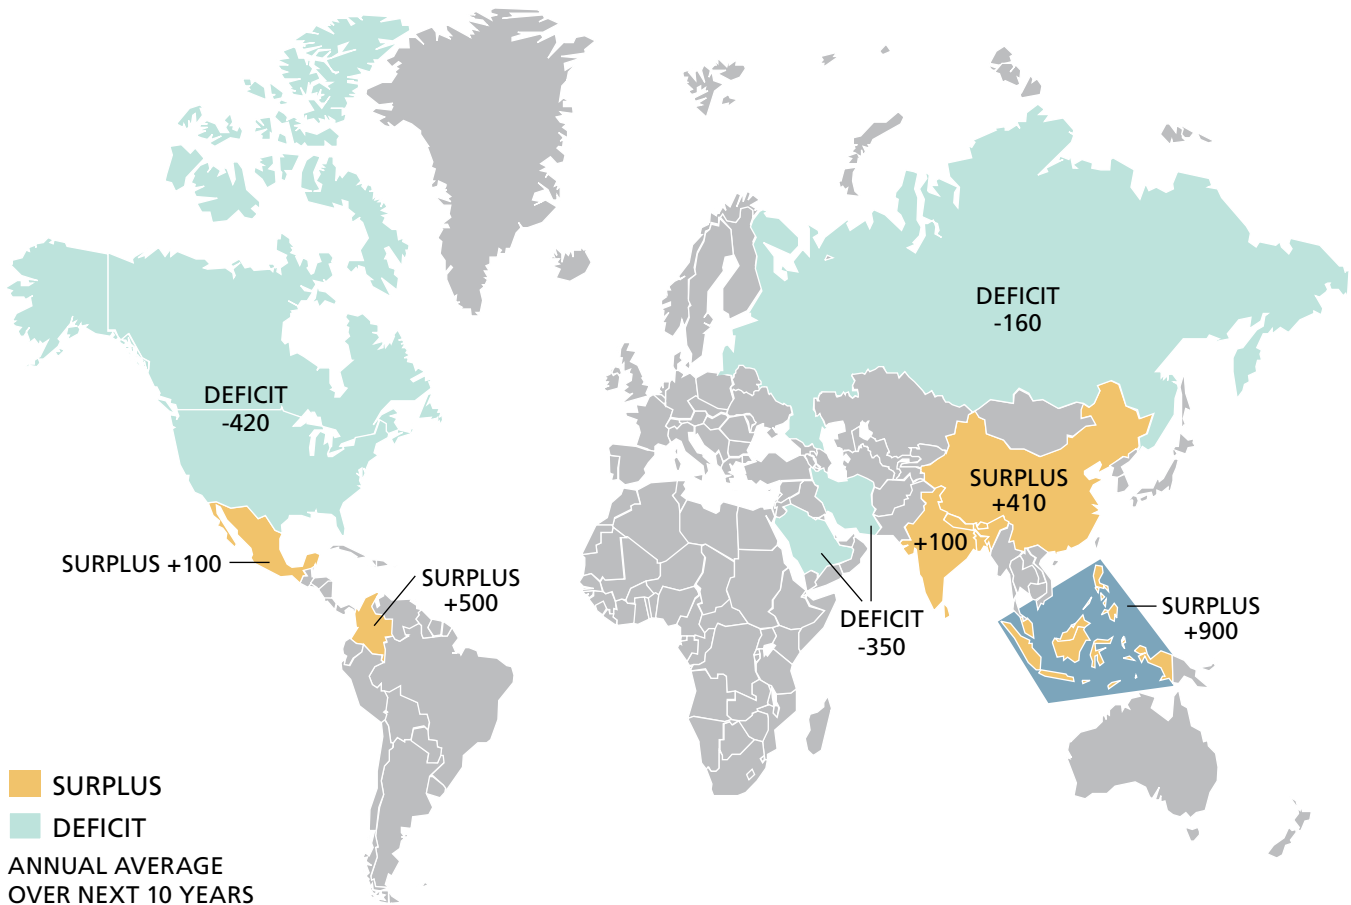 DEFICIT
-160
DEFICIT
-420
SURPLUS
+410
+100
SURPLUS +100
SURPLUS
+500
DEFICIT
-350
SURPLUS
+900
SURPLUS
DEFICIT
ANNUAL AVERAGE
OVER NEXT 10 YEARS